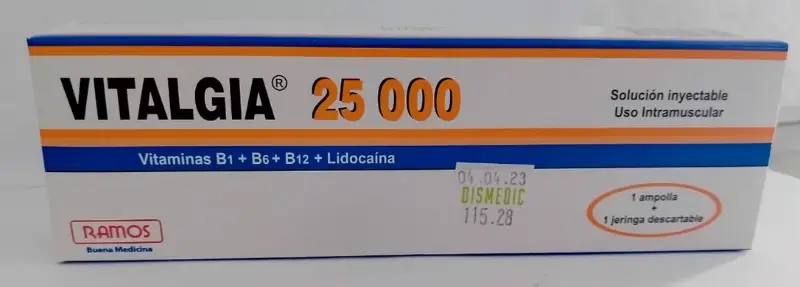 VITALGIA® 25 000
Solución inyectable
Uso Intramuscular
Vitaminas B1 + B6 + B12 + Lidocaína
04.04.23
DISMEDIC
115.28
1 ampolla
+
1 jeringa descartable
RAMOS
Buena Medicina